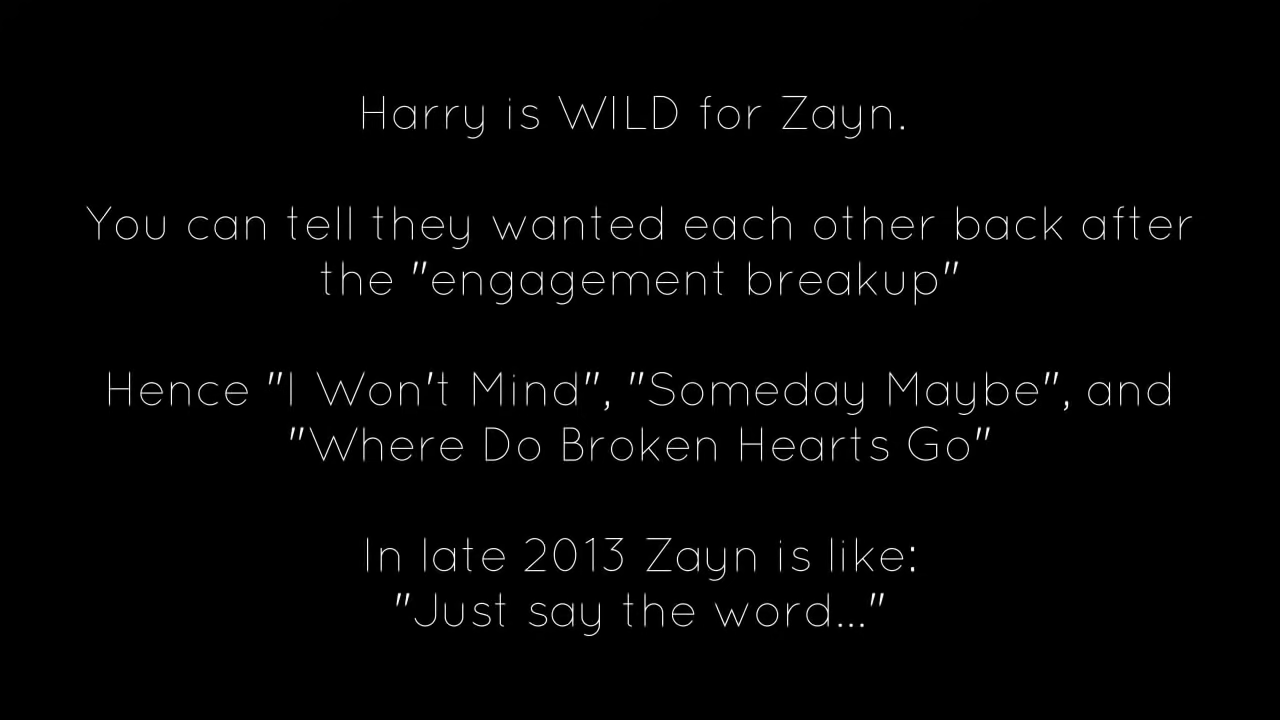 Harry is WILD for Zayn.
You can tell they wanted each other back after
the "engagement breakup"
Hence "I Won't Mind", "Someday Maybe", and
"Where Do Broken Hearts Go"
In late 2013 Zayn is like:
"Just say the word..."